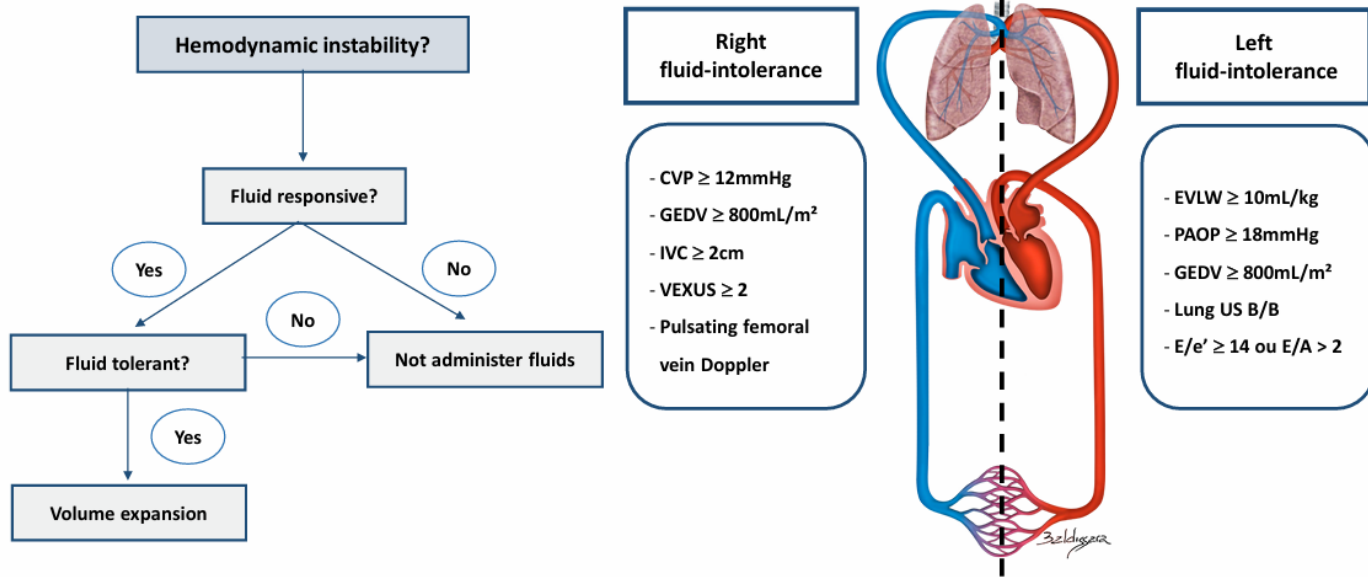 Hemodynamic instability?
Fluid responsive?
Yes
No
Fluid tolerant?
No
Not administer fluids
Yes
Volume expansion
Right
fluid-intolerance
- CVP ≥ 12mmHg
- GEDV ≥ 800mL/m²
- IVC ≥ 2cm
- VEXUS ≥ 2
- Pulsating femoral
vein Doppler
Left
fluid-intolerance
- EVLW ≥ 10mL/kg
- PAOP ≥ 18mmHg
- GEDV ≥ 800mL/m²
- Lung US B/B
- E/e’ ≥ 14 ou E/A > 2